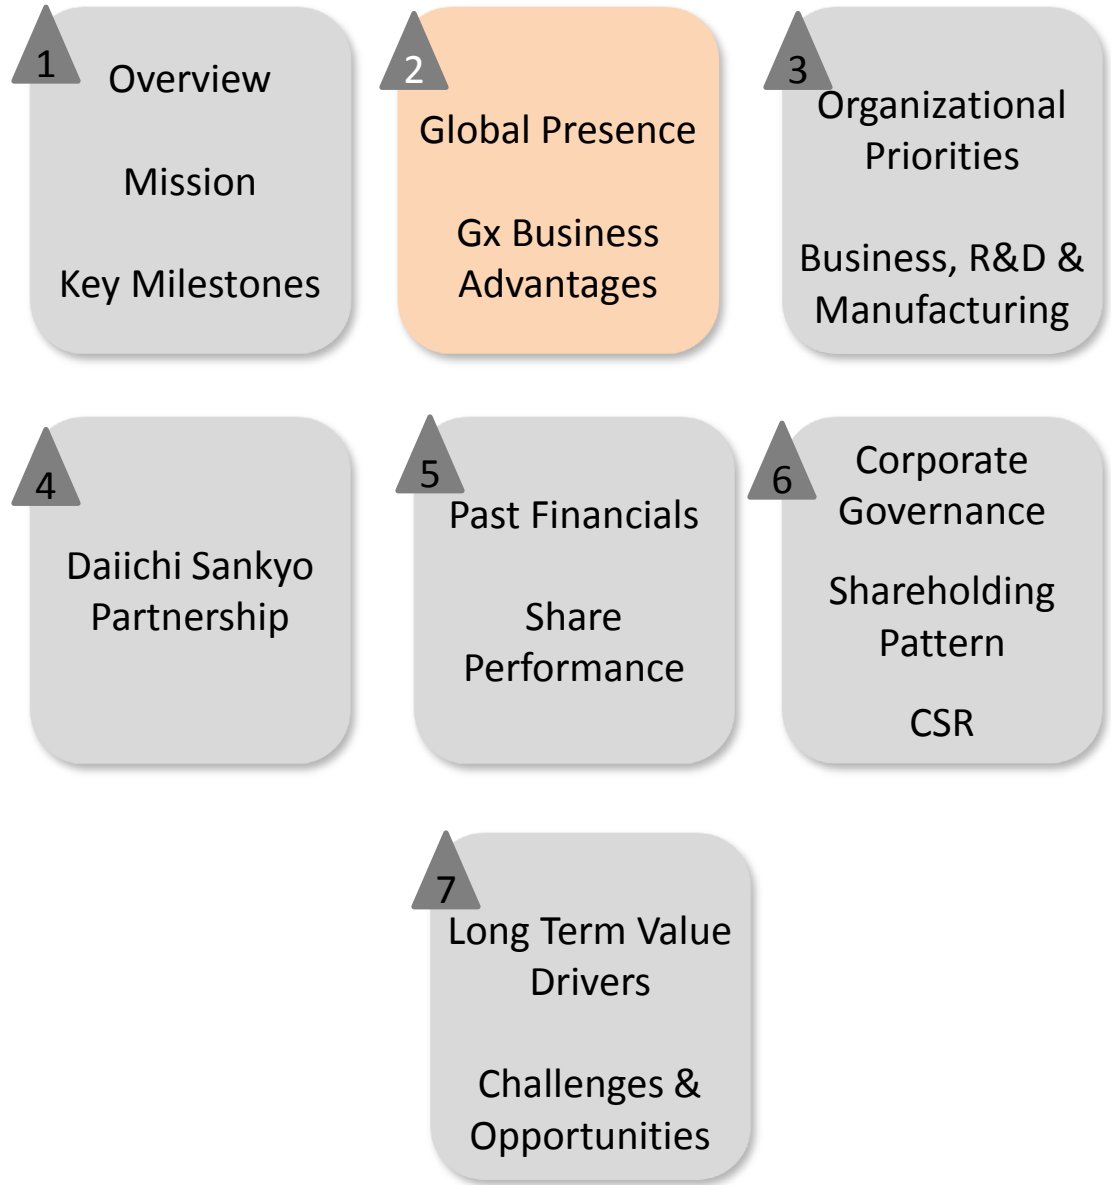 1
Overview
Mission
Key Milestones
2
Global Presence
Gx Business
Advantages
3
Organizational
Priorities
Business, R&D &
Manufacturing
4
Daiichi Sankyo
Partnership
5
Past Financials
Share
Performance
6
Corporate
Governance
Shareholding
Pattern
CSR
7
Long Term Value
Drivers
Challenges &
Opportunities